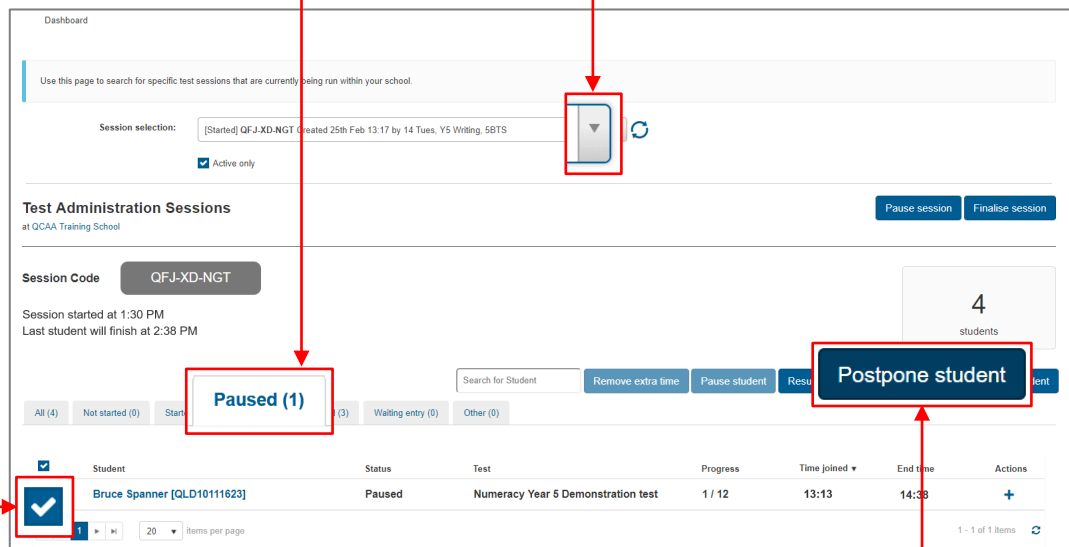 Dashboard
Use this page to search for specific test sessions that are currently being run within your school.
Session selection: [Started] QFJ-XD-NGT Created 25th Feb 13:17 by 14 Tues, Y5 Writing, 5BTS
Active only
Test Administration Sessions Pause session Finalise session
at QCAA Training School
Session Code QFJ-XD-NGT
Session started at 1:30 PM
Last student will finish at 2:38 PM
4
students
Search for Student Remove extra time Pause student Postpone student
All (4) Not started (0) Paused (1) (3) Waiting entry (0) Other (0)
Student Status Test Progress Time joined End time Actions
Bruce Spanner [QLD10111623] Paused Numeracy Year 5 Demonstration test 1 / 12 13:13 14:38 +
1 20 items per page 1 - 1 of 1 items